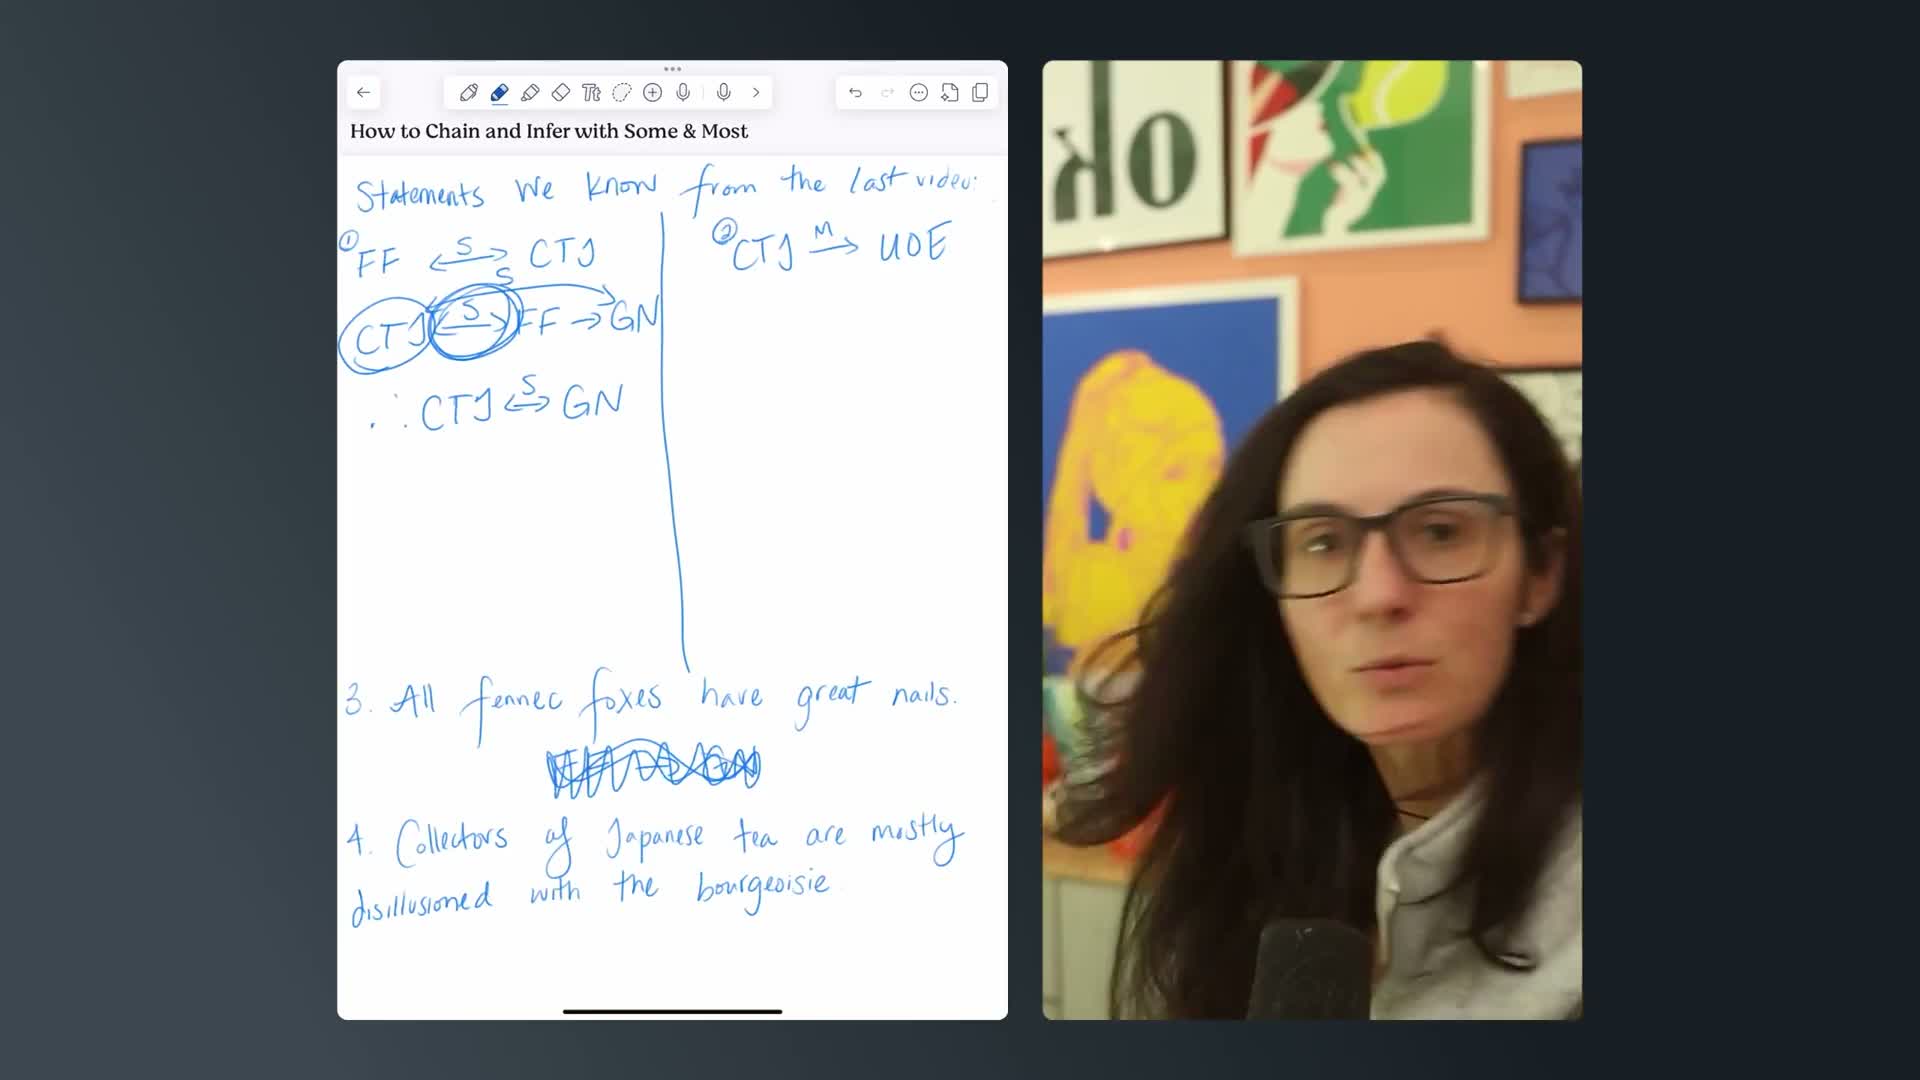 How to Chain and Infer with Some & Most
Statements We know from the last video:
① FF ⟷ˢ CTJ
② CTJ →ᴹ UOE
S
CTJ ⟷ˢ FF → GN
∴ CTJ ⟷ˢ GN
3. All fennec foxes have great nails.
4. Collectors of Japanese tea are mostly
disillusioned with the bourgeoisie
ok